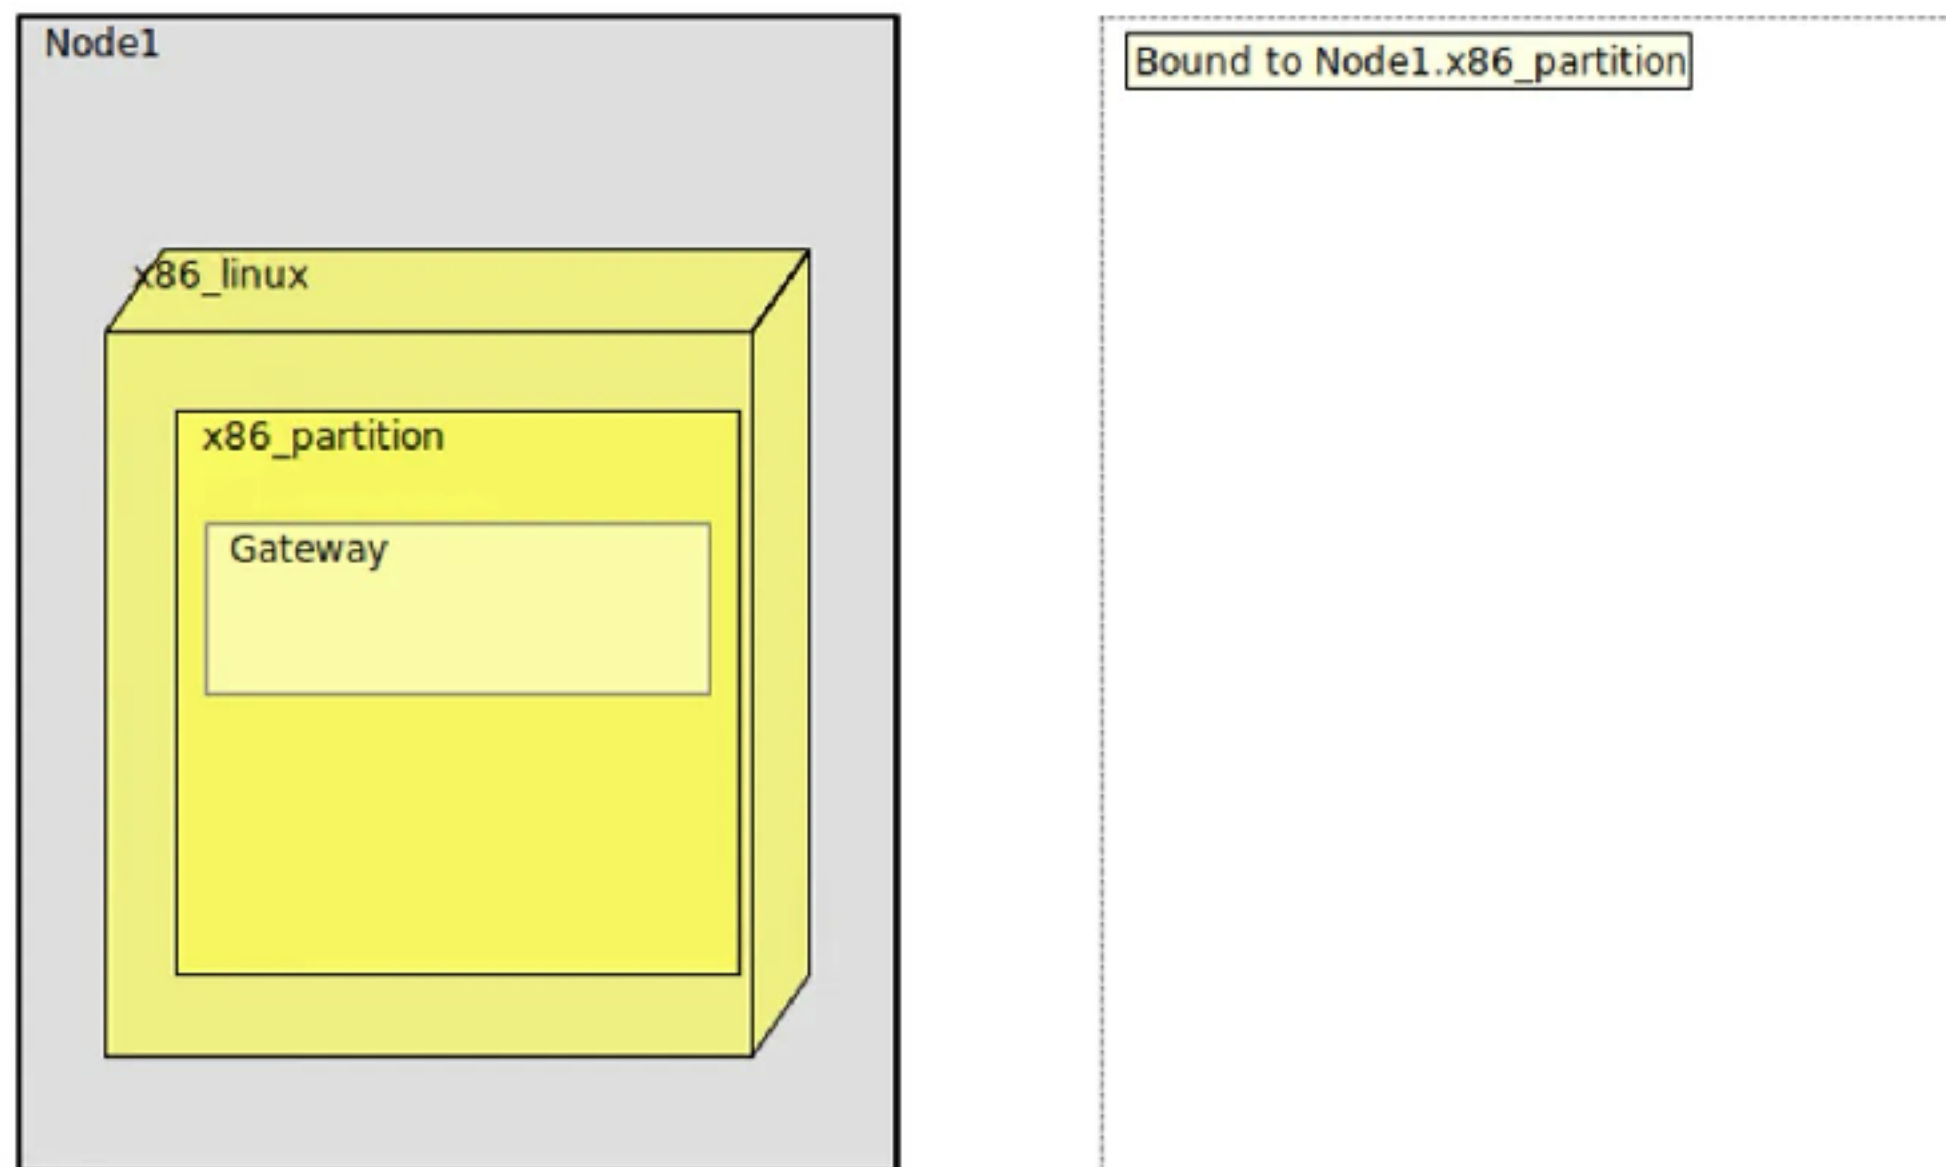 Node1
x86_linux
x86_partition
Gateway
Bound to Node1.x86_partition